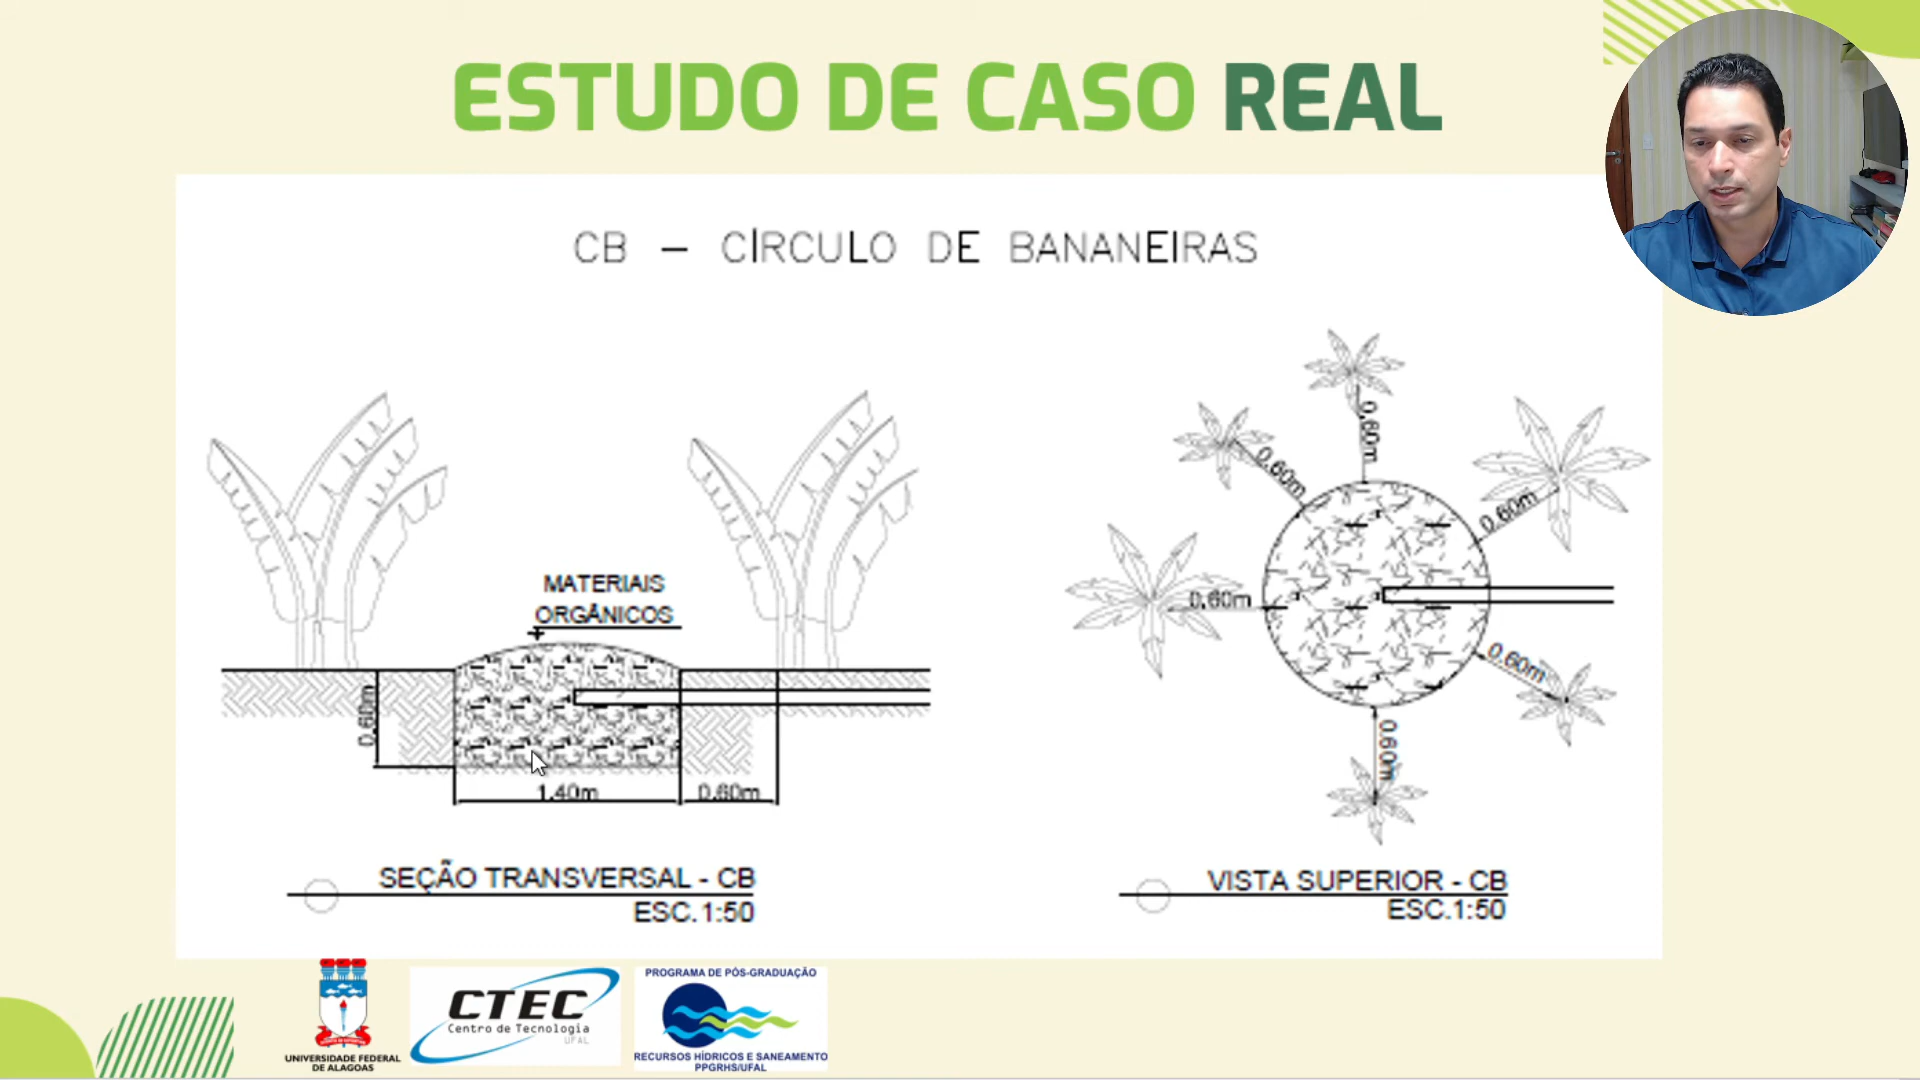 ESTUDO DE CASO REAL
CB – CÍRCULO DE BANANEIRAS
MATERIAIS
ORGÂNICOS
0.60m
1.40m
0.60m
SEÇÃO TRANSVERSAL - CB
ESC.1:50
0.60m
0.60m
0.60m
0.60m
0.60m
0.60m
VISTA SUPERIOR - CB
ESC.1:50
UNIVERSIDADE FEDERAL
DE ALAGOAS
CTEC
Centro de Tecnologia
UFAL
PROGRAMA DE PÓS-GRADUAÇÃO
RECURSOS HÍDRICOS E SANEAMENTO
PPGRHS/UFAL